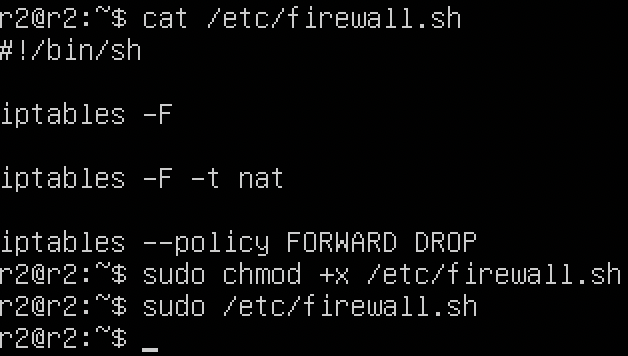 r2@r2:~$ cat /etc/firewall.sh
#!/bin/sh
iptables -F
iptables -F -t nat
iptables --policy FORWARD DROP
r2@r2:~$ sudo chmod +x /etc/firewall.sh
r2@r2:~$ sudo /etc/firewall.sh
r2@r2:~$ _